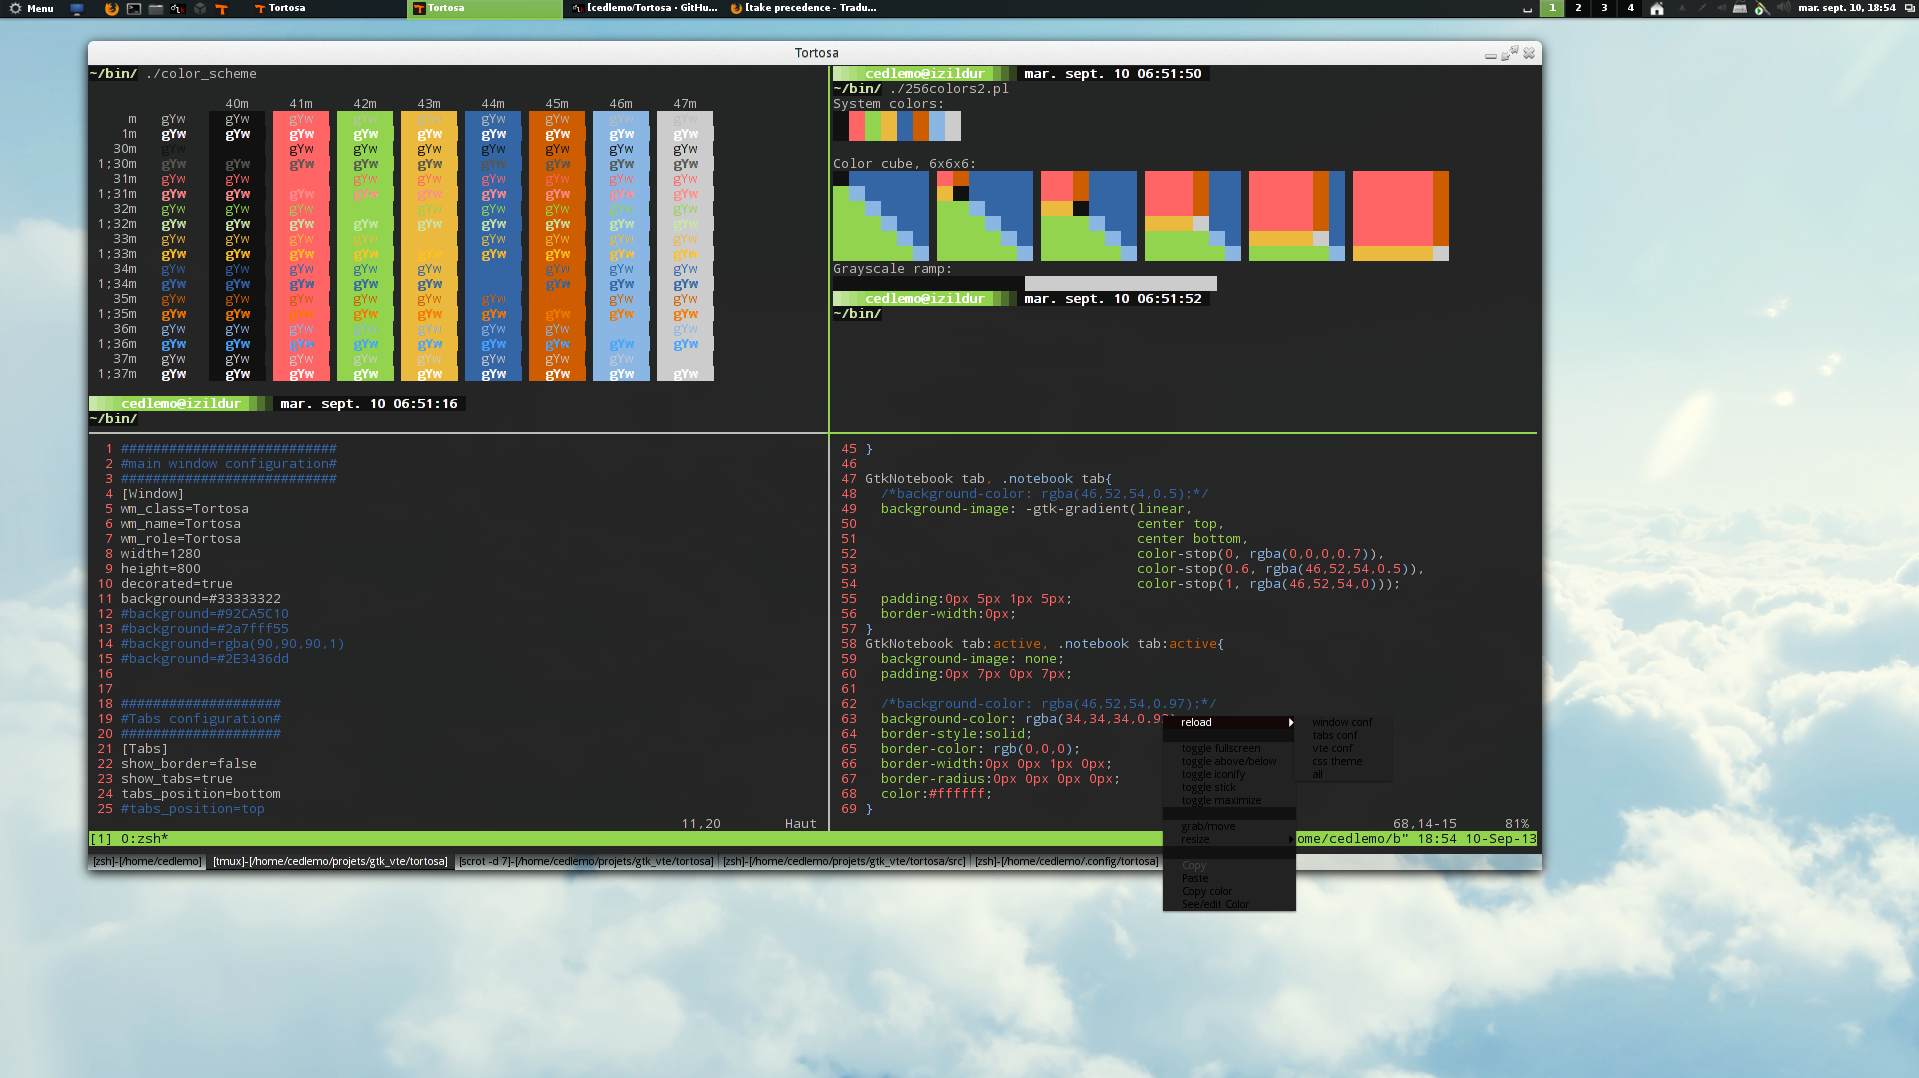 Menu
Tortosa
Tortosa
[cedlemo/Tortosa · GitHu...
[take precedence - Tradu...
1 2 3 4
mar. sept. 10, 18:54
Tortosa
~/bin/ ./color_scheme
40m 41m 42m 43m 44m 45m 46m 47m
m gYw gYw gYw gYw gYw gYw gYw gYw gYw
1m gYw gYw gYw gYw gYw gYw gYw gYw gYw
30m gYw gYw gYw gYw gYw gYw gYw gYw
1;30m gYw gYw gYw gYw gYw gYw gYw gYw gYw
31m gYw gYw gYw gYw gYw gYw gYw gYw
1;31m gYw gYw gYw gYw gYw gYw gYw gYw gYw
32m gYw gYw gYw gYw gYw gYw gYw gYw
1;32m gYw gYw gYw gYw gYw gYw gYw gYw gYw
33m gYw gYw gYw gYw gYw gYw gYw gYw
1;33m gYw gYw gYw gYw gYw gYw gYw gYw gYw
34m gYw gYw gYw gYw gYw gYw gYw gYw
1;34m gYw gYw gYw gYw gYw gYw gYw gYw
35m gYw gYw gYw gYw gYw gYw gYw gYw
1;35m gYw gYw gYw gYw gYw gYw gYw gYw gYw
36m gYw gYw gYw gYw gYw gYw gYw gYw
1;36m gYw gYw gYw gYw gYw gYw gYw gYw gYw
37m gYw gYw gYw gYw gYw gYw gYw gYw
1;37m gYw gYw gYw gYw gYw gYw gYw gYw gYw
cedlemo@izildur mar. sept. 10 06:51:16
~/bin/
cedlemo@izildur mar. sept. 10 06:51:50
~/bin/ ./256colors2.pl
System colors:
Color cube, 6x6x6:
Grayscale ramp:
cedlemo@izildur mar. sept. 10 06:51:52
~/bin/
1 ###########################
2 #main window configuration#
3 ###########################
4 [Window]
5 wm_class=Tortosa
6 wm_name=Tortosa
7 wm_role=Tortosa
8 width=1280
9 height=800
10 decorated=true
11 background=#33333322
12 #background=#92CA5C10
13 #background=#2a7fff55
14 #background=rgba(90,90,90,1)
15 #background=#2E3436dd
16
17
18 ####################
19 #Tabs configuration#
20 ####################
21 [Tabs]
22 show_border=false
23 show_tabs=true
24 tabs_position=bottom
25 #tabs_position=top
11,20 Haut
45 }
46
47 GtkNotebook tab, .notebook tab{
48 /*background-color: rgba(46,52,54,0.5);*/
49 background-image: -gtk-gradient(linear,
50 center top,
51 center bottom,
52 color-stop(0, rgba(0,0,0,0.7)),
53 color-stop(0.6, rgba(46,52,54,0.5)),
54 color-stop(1, rgba(46,52,54,0)));
55 padding:0px 5px 1px 5px;
56 border-width:0px;
57 }
58 GtkNotebook tab:active, .notebook tab:active{
59 background-image: none;
60 padding:0px 7px 0px 7px;
61
62 /*background-color: rgba(46,52,54,0.97);*/
63 background-color: rgba(34,34,34,0.9
64 border-style:solid;
65 border-color: rgb(0,0,0);
66 border-width:0px 0px 1px 0px;
67 border-radius:0px 0px 0px 0px;
68 color:#ffffff;
69 }
68,14-15 81%
reload
toggle fullscreen
toggle above/below
toggle iconify
toggle stick
toggle maximize
grab/move
resize
Copy
Paste
Copy color
See/edit Color
window conf
tabs conf
vte conf
css theme
all
[1] 0:zsh*
ome/cedlemo/b" 18:54 10-Sep-13
[zsh]-[/home/cedlemo] [tmux]-[/home/cedlemo/projets/gtk_vte/tortosa] [scrot -d 7]-[/home/cedlemo/projets/gtk_vte/tortosa] [zsh]-[/home/cedlemo/projets/gtk_vte/tortosa/src] [zsh]-[/home/cedlemo/.config/tortosa]